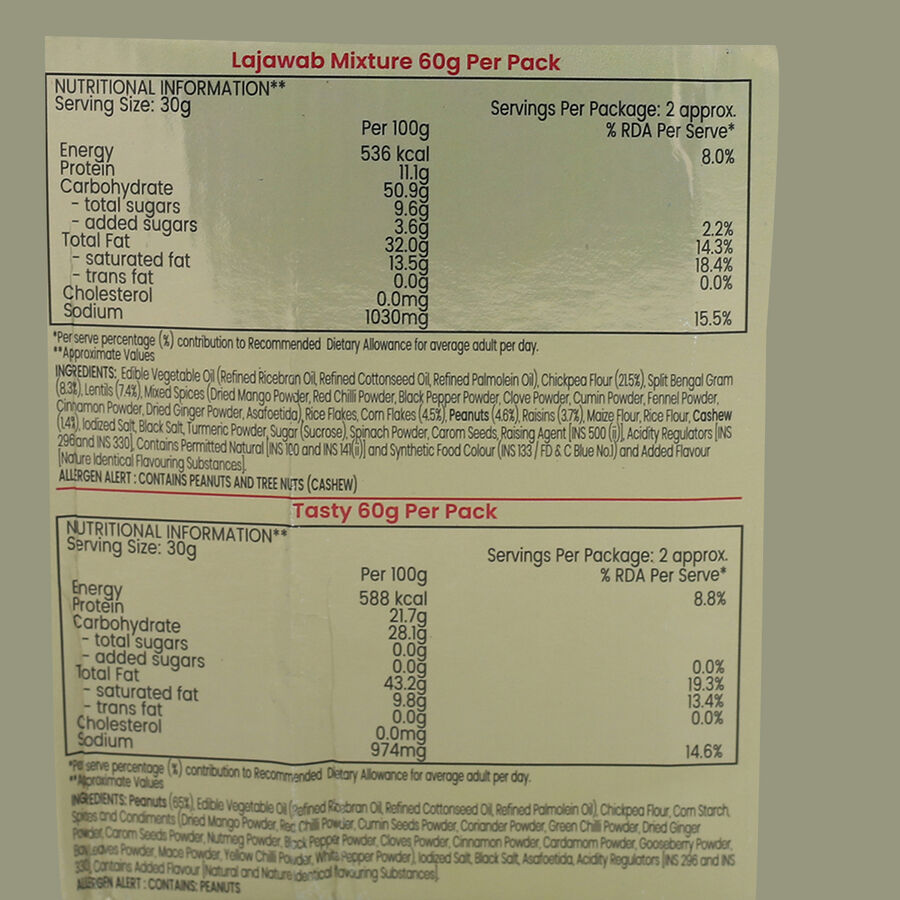 Lajawab Mixture 60g Per Pack
NUTRITIONAL INFORMATION**
Serving Size: 30g Servings Per Package: 2 approx.
Per 100g % RDA Per Serve*
Energy 536 kcal 8.0%
Protein 11.1g
Carbohydrate 50.9g
- total sugars 9.6g
- added sugars 3.6g 2.2%
Total Fat 32.0g 14.3%
- saturated fat 13.5g 18.4%
- trans fat 0.0g 0.0%
Cholesterol 0.0mg
Sodium 1030mg 15.5%
*Per serve percentage (%) contribution to Recommended Dietary Allowance for average adult per day.
**Approximate Values
INGREDIENTS: Edible Vegetable Oil (Refined Ricebran Oil, Refined Cottonseed Oil, Refined Palmolein Oil), Chickpea Flour (21.5%), Split Bengal Gram
(8.3%), Lentils (7.4%), Mixed Spices (Dried Mango Powder, Red Chilli Powder, Black Pepper Powder, Clove Powder, Cumin Powder, Fennel Powder,
Cinnamon Powder, Dried Ginger Powder, Asafoetida), Rice Flakes, Corn Flakes (4.5%), Peanuts (4.6%), Raisins (3.7%), Maize Flour, Rice Flour, Cashew
(1.4%), Iodized Salt, Black Salt, Turmeric Powder, Sugar (Sucrose), Spinach Powder, Carom Seeds, Raising Agent [INS 500 (ii)], Acidity Regulators [INS
296and INS 330], Contains Permitted Natural [INS 100 and INS 141(ii)] and Synthetic Food Colour (INS 133 / FD & C Blue No.1) and Added Flavour
[Nature Identical Flavouring Substances].
ALLERGEN ALERT : CONTAINS PEANUTS AND TREE NUTS (CASHEW)
Tasty 60g Per Pack
NUTRITIONAL INFORMATION**
Serving Size: 30g Servings Per Package: 2 approx.
Per 100g % RDA Per Serve*
Energy 588 kcal 8.8%
Protein 21.7g
Carbohydrate 28.1g
- total sugars 0.0g
- added sugars 0.0g 0.0%
Total Fat 43.2g 19.3%
- saturated fat 9.8g 13.4%
- trans fat 0.0g 0.0%
Cholesterol 0.0mg
Sodium 974mg 14.6%
*Per serve percentage (%) contribution to Recommended Dietary Allowance for average adult per day.
**Approximate Values
INGREDIENTS: Peanuts (65%), Edible Vegetable Oil (Refined Ricebran Oil, Refined Cottonseed Oil, Refined Palmolein Oil), Chickpea Flour, Corn Starch,
Spices and Condiments (Dried Mango Powder, Red Chilli Powder, Cumin Seeds Powder, Coriander Powder, Green Chilli Powder, Dried Ginger
Powder, Carom Seeds Powder, Nutmeg Powder, Black Pepper Powder, Cloves Powder, Cinnamon Powder, Cardamom Powder, Gooseberry Powder,
Bay Leaves Powder, Mace Powder, Yellow Chilli Powder, White Pepper Powder), Iodized Salt, Black Salt, Asafoetida, Acidity Regulators [INS 296 and INS
330], Contains Added Flavour [Natural and Nature identical flavouring Substances].
ALLERGEN ALERT : CONTAINS: PEANUTS